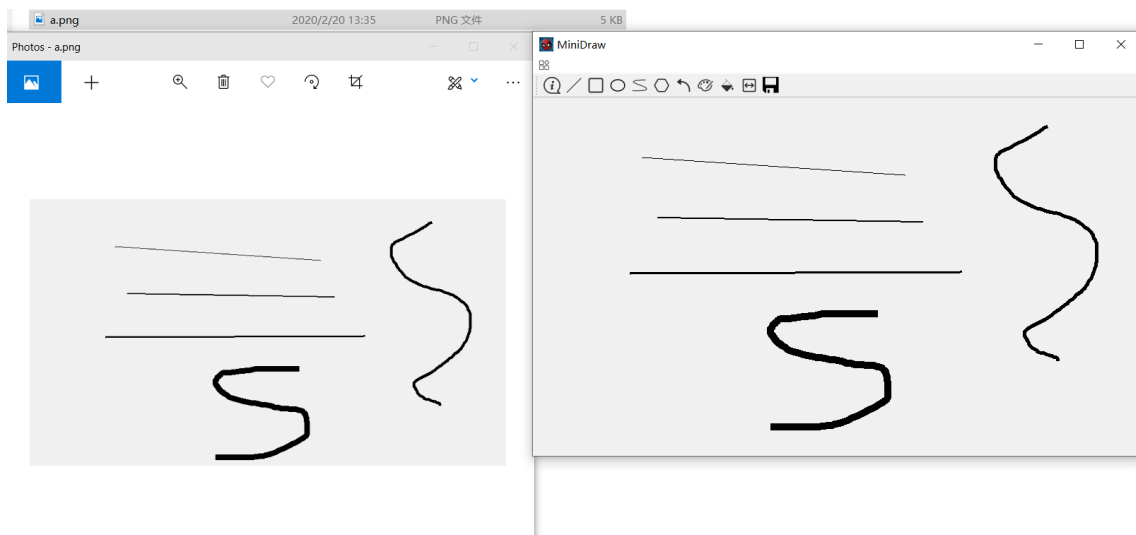 a.png 2020/2/20 13:35 PNG 文件 5 KB
Photos - a.png
MiniDraw